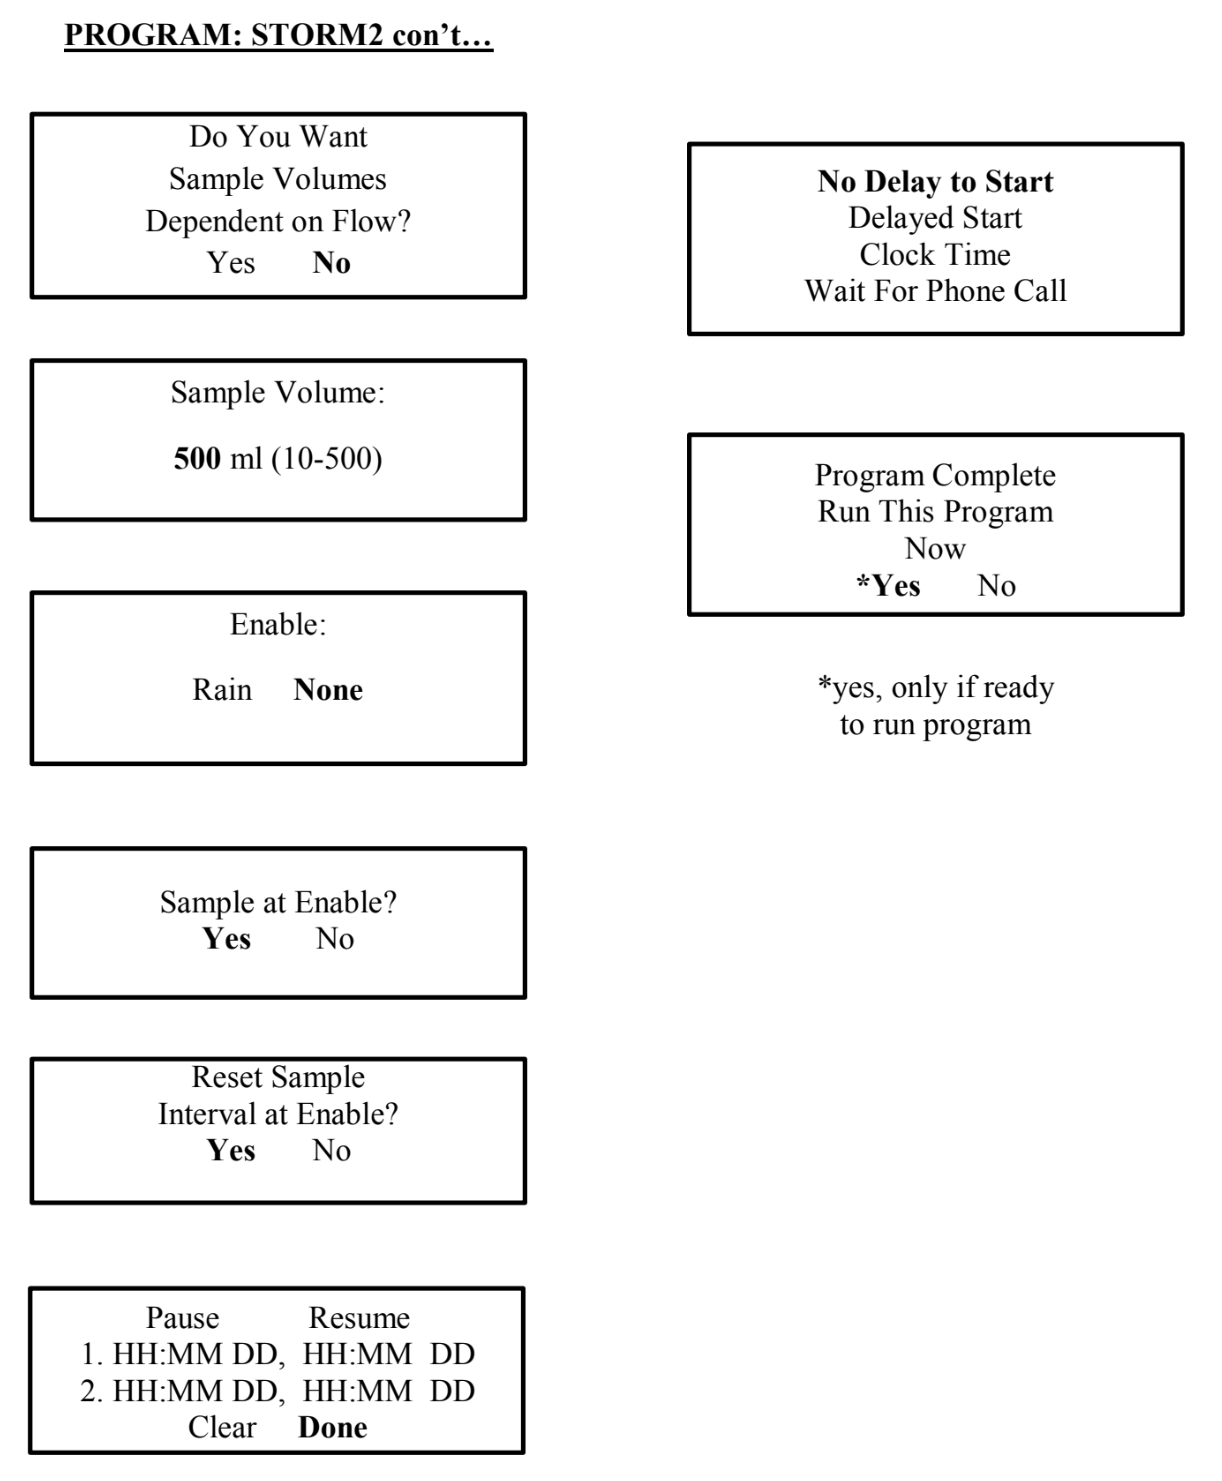 PROGRAM: STORM2 con’t…
Do You Want
Sample Volumes
Dependent on Flow?
Yes No
Sample Volume:
500 ml (10-500)
Enable:
Rain None
Sample at Enable?
Yes No
Reset Sample
Interval at Enable?
Yes No
Pause Resume
1. HH:MM DD, HH:MM DD
2. HH:MM DD, HH:MM DD
Clear Done
No Delay to Start
Delayed Start
Clock Time
Wait For Phone Call
Program Complete
Run This Program
Now
*Yes No
*yes, only if ready
to run program